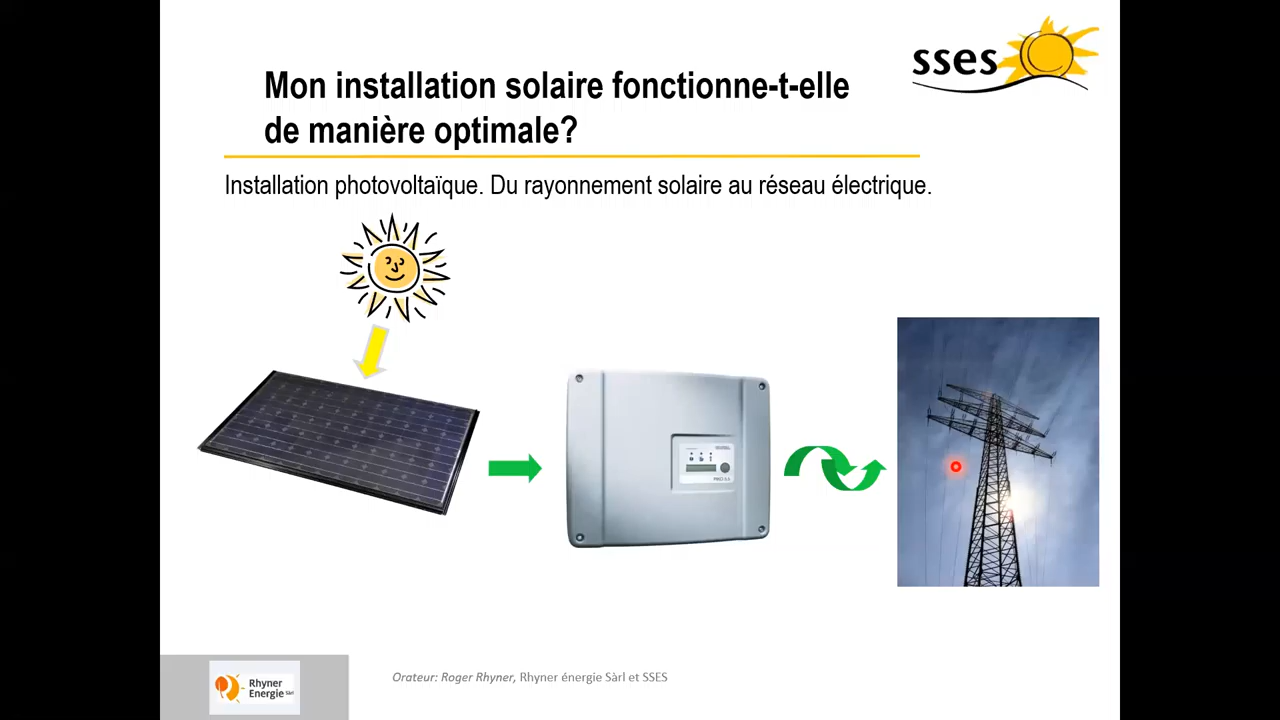 sses
Mon installation solaire fonctionne-t-elle
de manière optimale?
Installation photovoltaïque. Du rayonnement solaire au réseau électrique.
Rhyner
Energie Sàrl
Orateur: Roger Rhyner, Rhyner énergie Sàrl et SSES